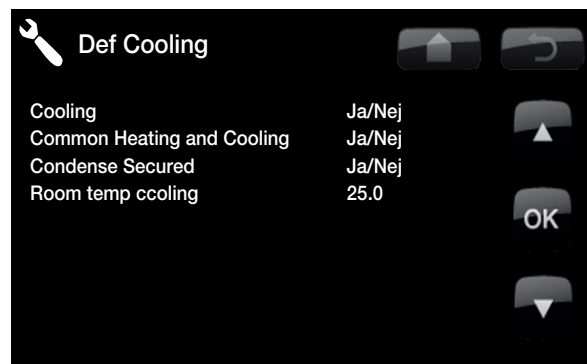 Def Cooling
Cooling Ja/Nej
Common Heating and Cooling Ja/Nej
Condense Secured Ja/Nej
Room temp ccoling 25.0
OK